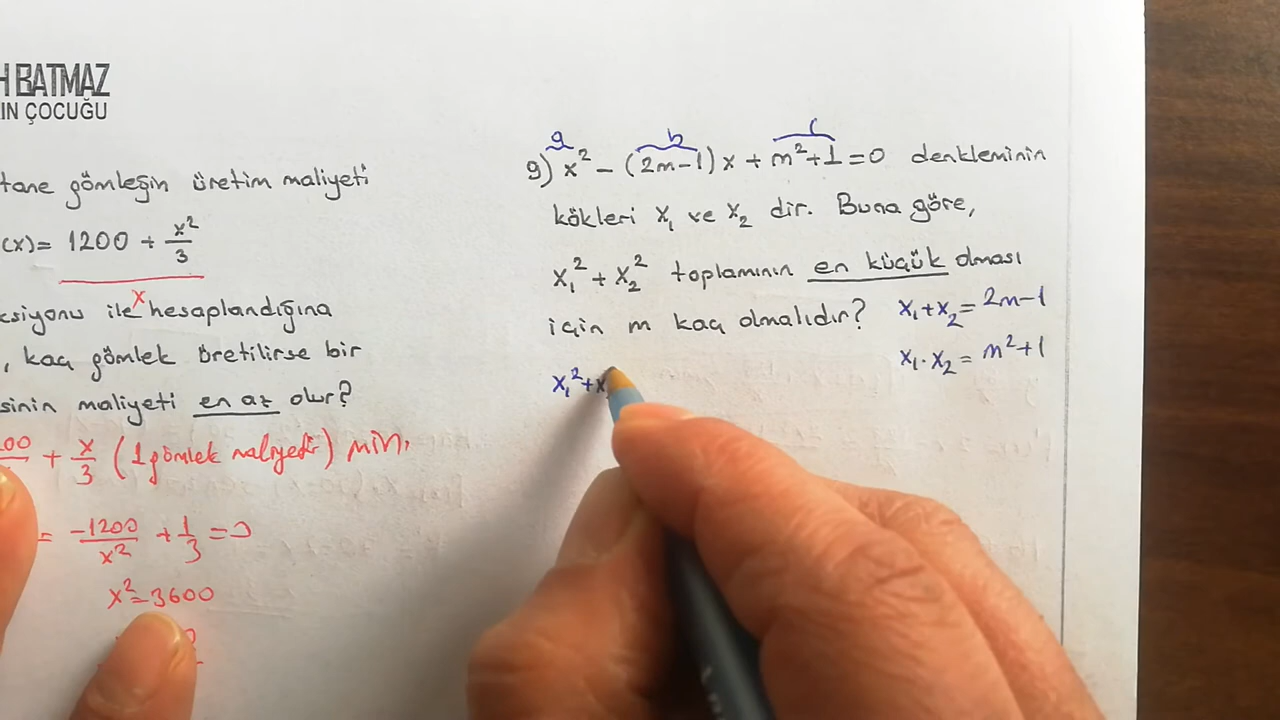 BATMAZ
IN ÇOCUĞU
tane gömleğin üretim maliyeti
(x)= 1200 + x²/3
x
ksiyonu ile hesaplandığına
, kaç gömlek üretilirse bir
sinin maliyeti en az olur?
+ x/3 (1 gömlek maliyeti) min.
= -1200/x² + 1/3 = 0
x² = 3600
a b c
9) x² - (2m-1)x + m²+1 = 0 denkleminin
kökleri x₁ ve x₂ dir. Buna göre,
x₁² + x₂² toplamının en küçük olması
için m kaç olmalıdır?
x₁+x₂ = 2m-1
x₁.x₂ = m²+1
x₁²+x